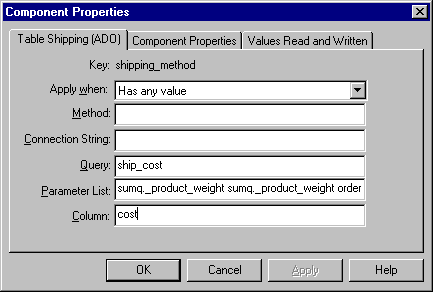 Component Properties
Table Shipping (ADO) Component Properties Values Read and Written
Key: shipping_method
Apply when: Has any value
Method:
Connection String:
Query: ship_cost
Parameter List: sumq._product_weight sumq._product_weight order
Column: cost
OK Cancel Apply Help